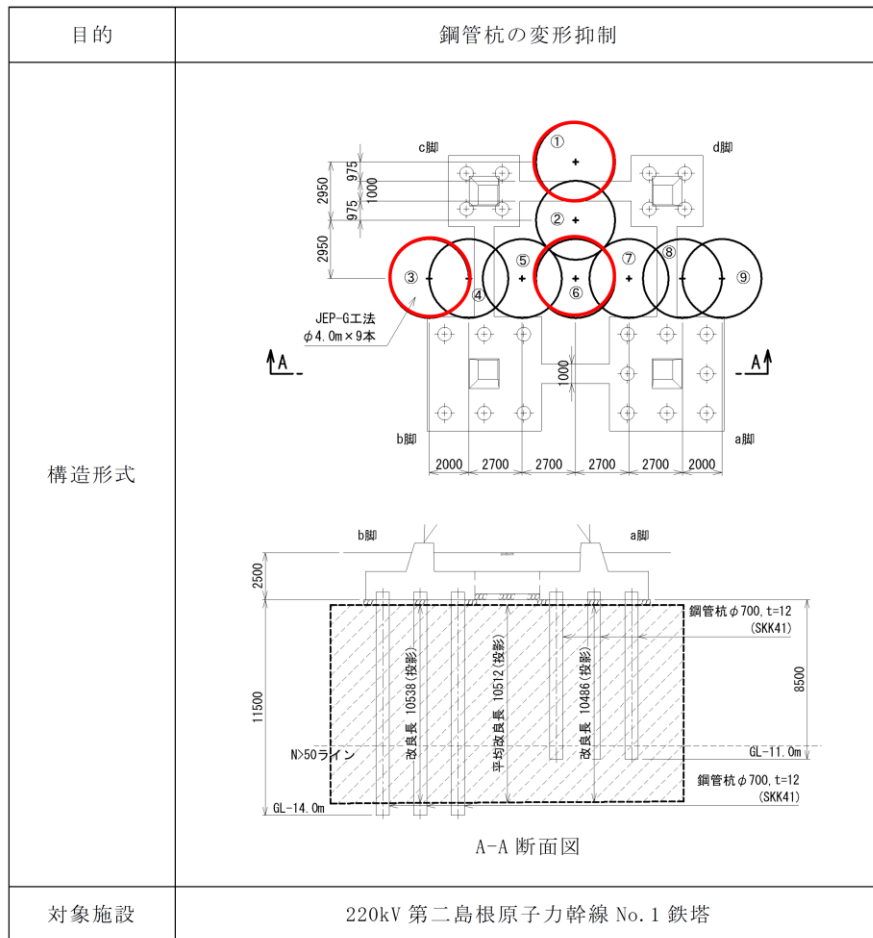 目的
鋼管杭の変形抑制
構造形式
①
c脚
d脚
975
1000
2950
975
②
2950
③
④
⑤
⑥
⑦
⑧
⑨
JEP-G工法
φ4.0m×9本
A
A
1000
b脚
a脚
2000
2700
2700
2700
2700
2000
b脚
a脚
2500
鋼管杭φ700, t=12
(SKK41)
11500
改良長 10538(投影)
平均改良長 10512(投影)
改良長 10486(投影)
8500
N>50ライン
GL-11.0m
鋼管杭φ700, t=12
(SKK41)
GL-14.0m
A-A 断面図
対象施設
220kV 第二島根原子力幹線 No.1 鉄塔